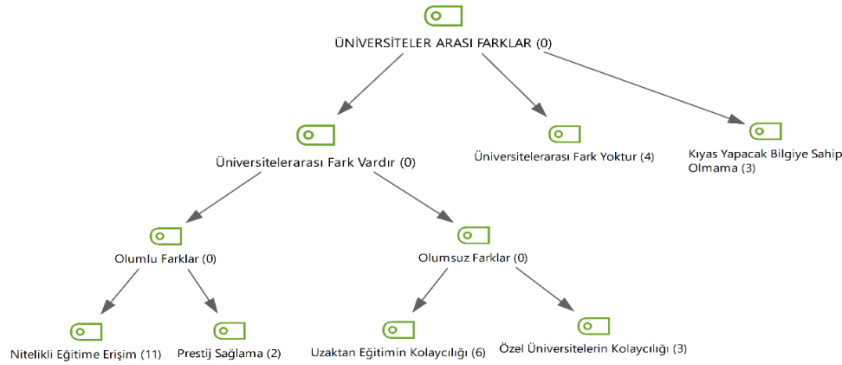 ÜNİVERSİTELER ARASI FARKLAR (0)
Üniversitelerarası Fark Vardır (0)
Üniversitelerarası Fark Yoktur (4)
Kıyas Yapacak Bilgiye Sahip
Olmama (3)
Olumlu Farklar (0)
Olumsuz Farklar (0)
Nitelikli Eğitime Erişim (11)
Prestij Sağlama (2)
Uzaktan Eğitimin Kolaycılığı (6)
Özel Üniversitelerin Kolaycılığı (3)